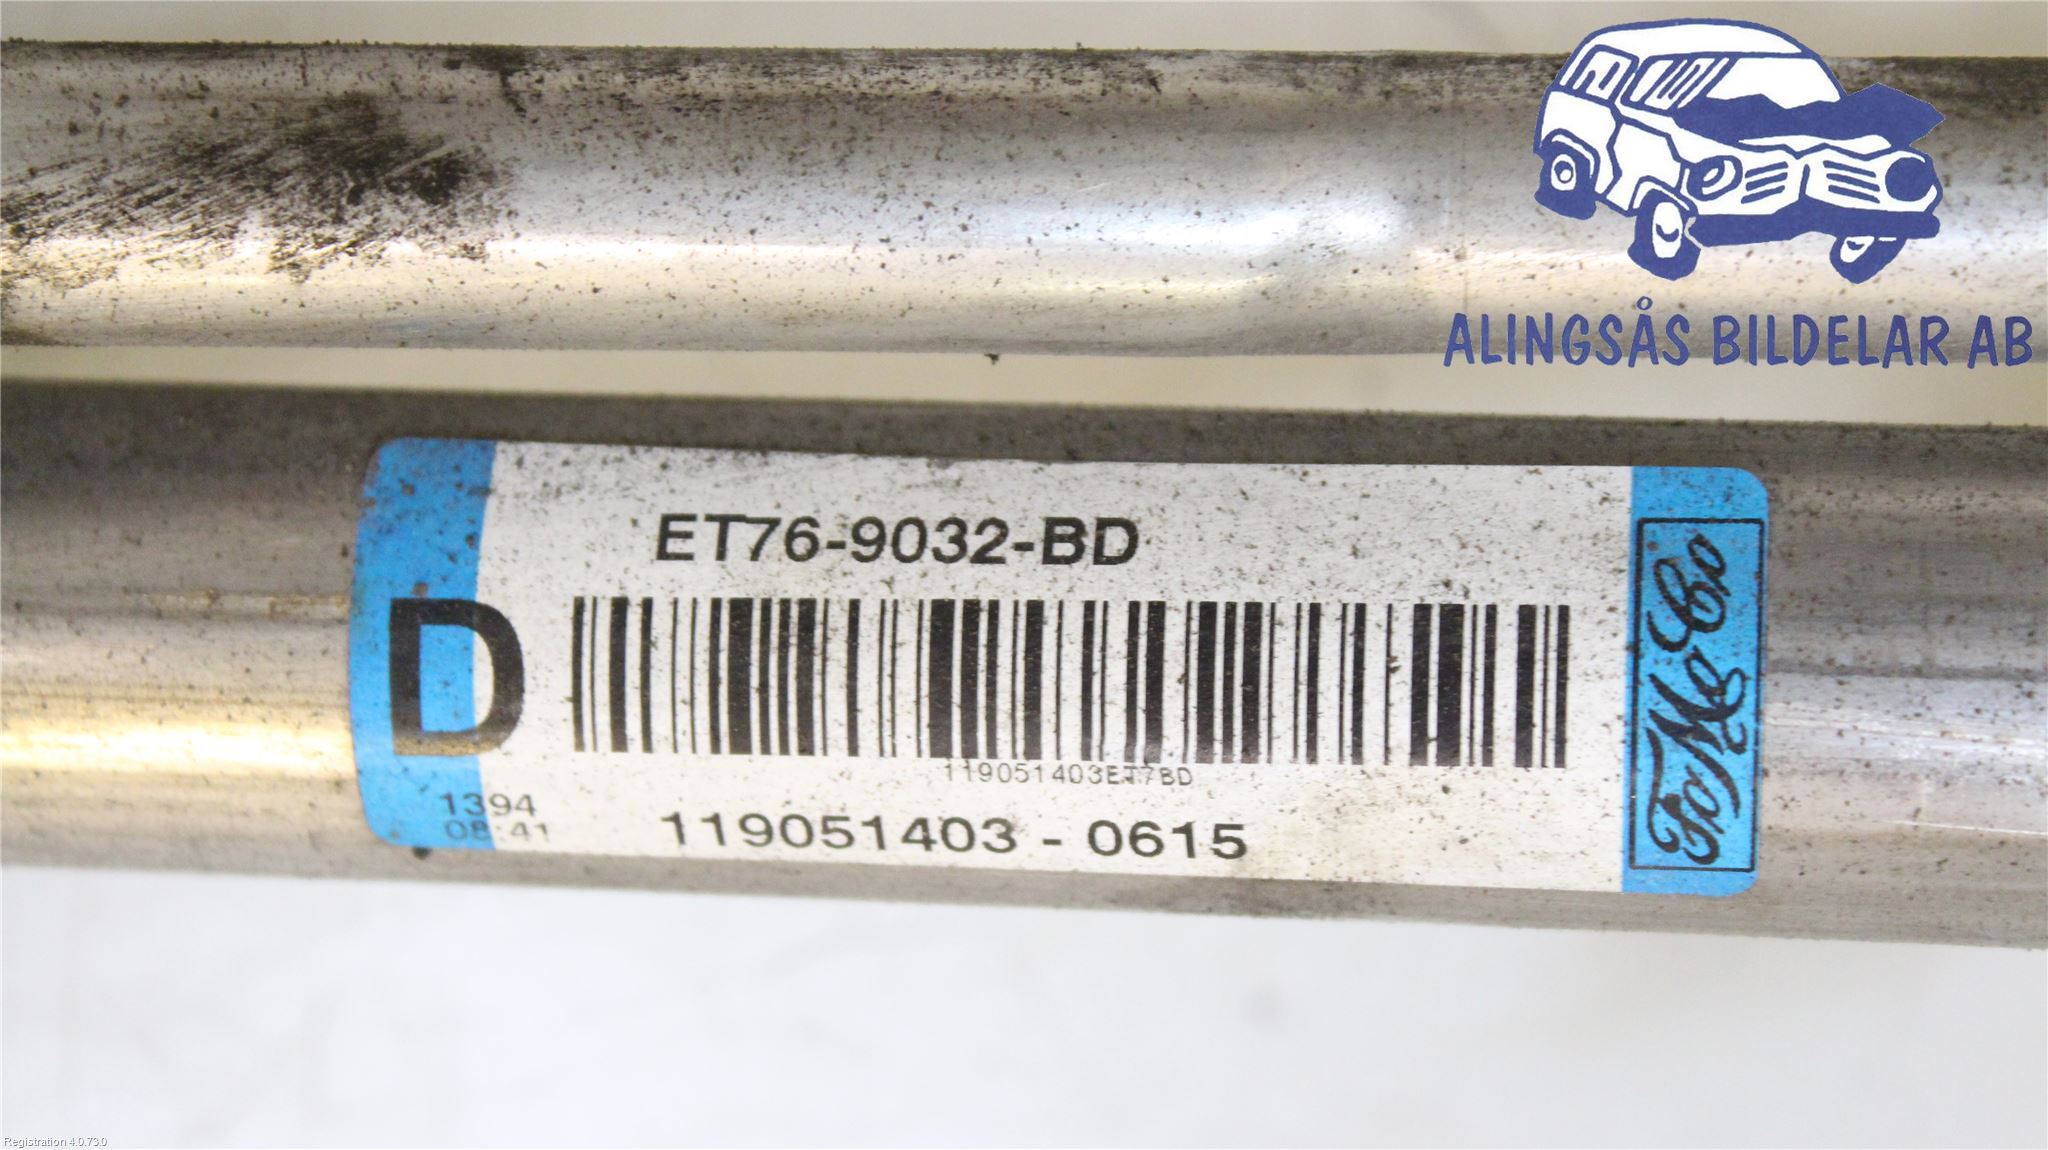 ALINGSÅS BILDELAR AB
ET76-9032-BD
D
119051403ET7BD
1394
08:41
119051403 - 0615
FoMoCo
Registration 4.0.73.0